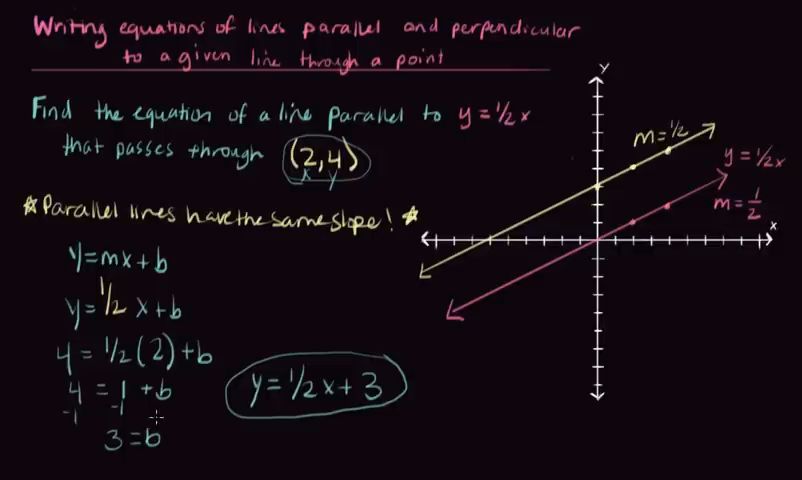 Writing equations of lines parallel and perpendicular
to a given line through a point
Find the equation of a line parallel to y = 1/2 x
that passes through (2,4)
x y
☆Parallel lines have the same slope!☆
y=mx+b
y=1/2 x+b
4 = 1/2 (2) +b
4 = 1 +b
-1 -1
3 = b
y = 1/2x + 3
Y
m=1/2
y = 1/2x
m = 1/2
x